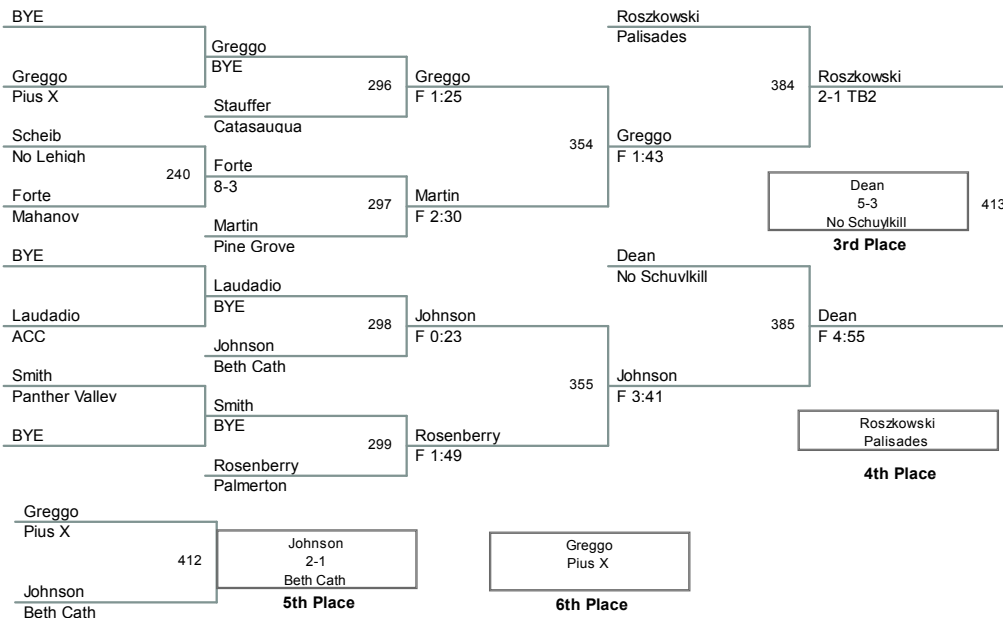 BYE
Greggo
BYE
Greggo
Pius X
296
Greggo
F 1:25
Stauffer
Catasauqua
Scheib
No Lehigh
240
Forte
8-3
Forte
Mahanoy
297
Martin
F 2:30
Martin
Pine Grove
354
Greggo
F 1:43
Roszkowski
Palisades
384
Roszkowski
2-1 TB2
Dean
5-3
No Schuylkill
413
3rd Place
BYE
Laudadio
BYE
Laudadio
ACC
298
Johnson
F 0:23
Johnson
Beth Cath
Smith
Panther Valley
Smith
BYE
BYE
299
Rosenberry
F 1:49
Rosenberry
Palmerton
355
Johnson
F 3:41
Dean
No Schuylkill
385
Dean
F 4:55
Roszkowski
Palisades
4th Place
Greggo
Pius X
412
Johnson
2-1
Beth Cath
5th Place
Johnson
Beth Cath
Greggo
Pius X
6th Place